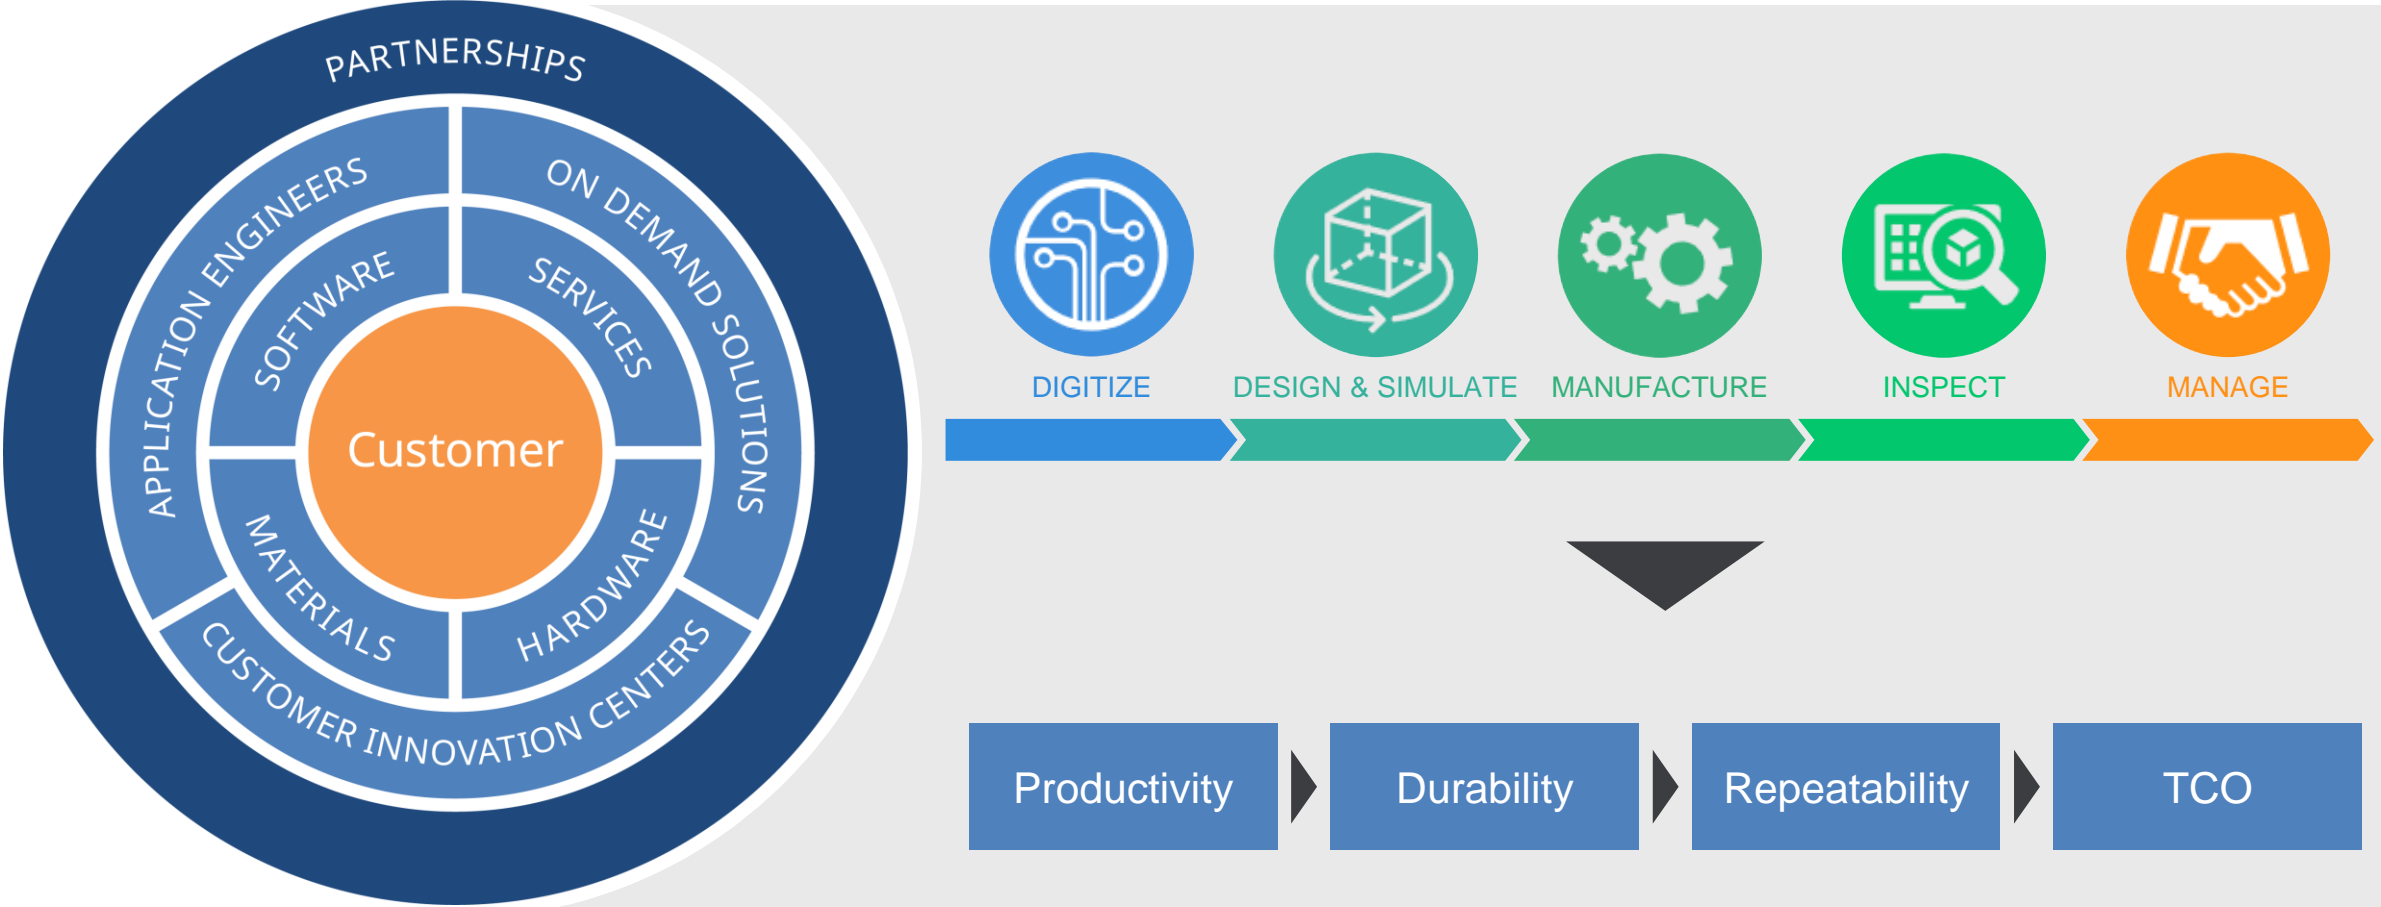 PARTNERSHIPS
APPLICATION ENGINEERS
ON DEMAND SOLUTIONS
CUSTOMER INNOVATION CENTERS
SOFTWARE
SERVICES
MATERIALS
HARDWARE
Customer
DIGITIZE
DESIGN & SIMULATE
MANUFACTURE
INSPECT
MANAGE
Productivity
Durability
Repeatability
TCO